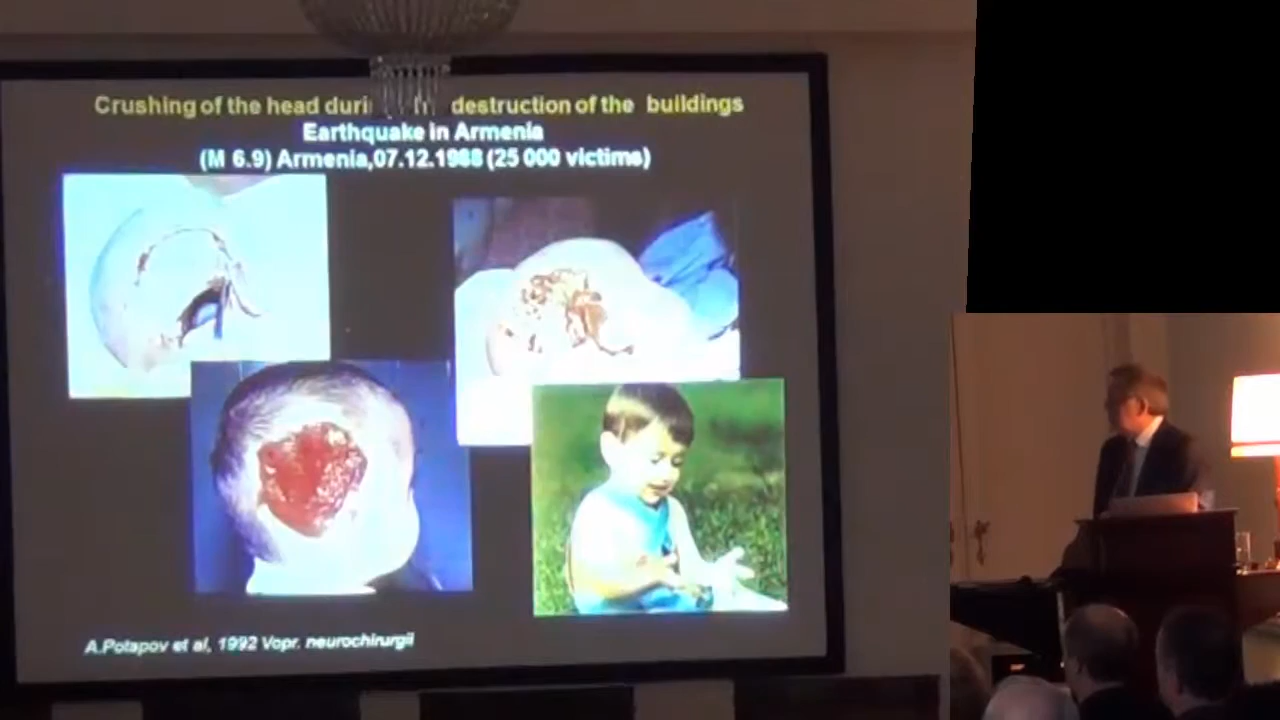 Crushing of the head duri destruction of the buildings
Earthquake in Armenia
(M 6.9) Armenia,07.12.1988 (25 000 victims)
A.Potapov et al, 1992 Vopr. neurochirurgii